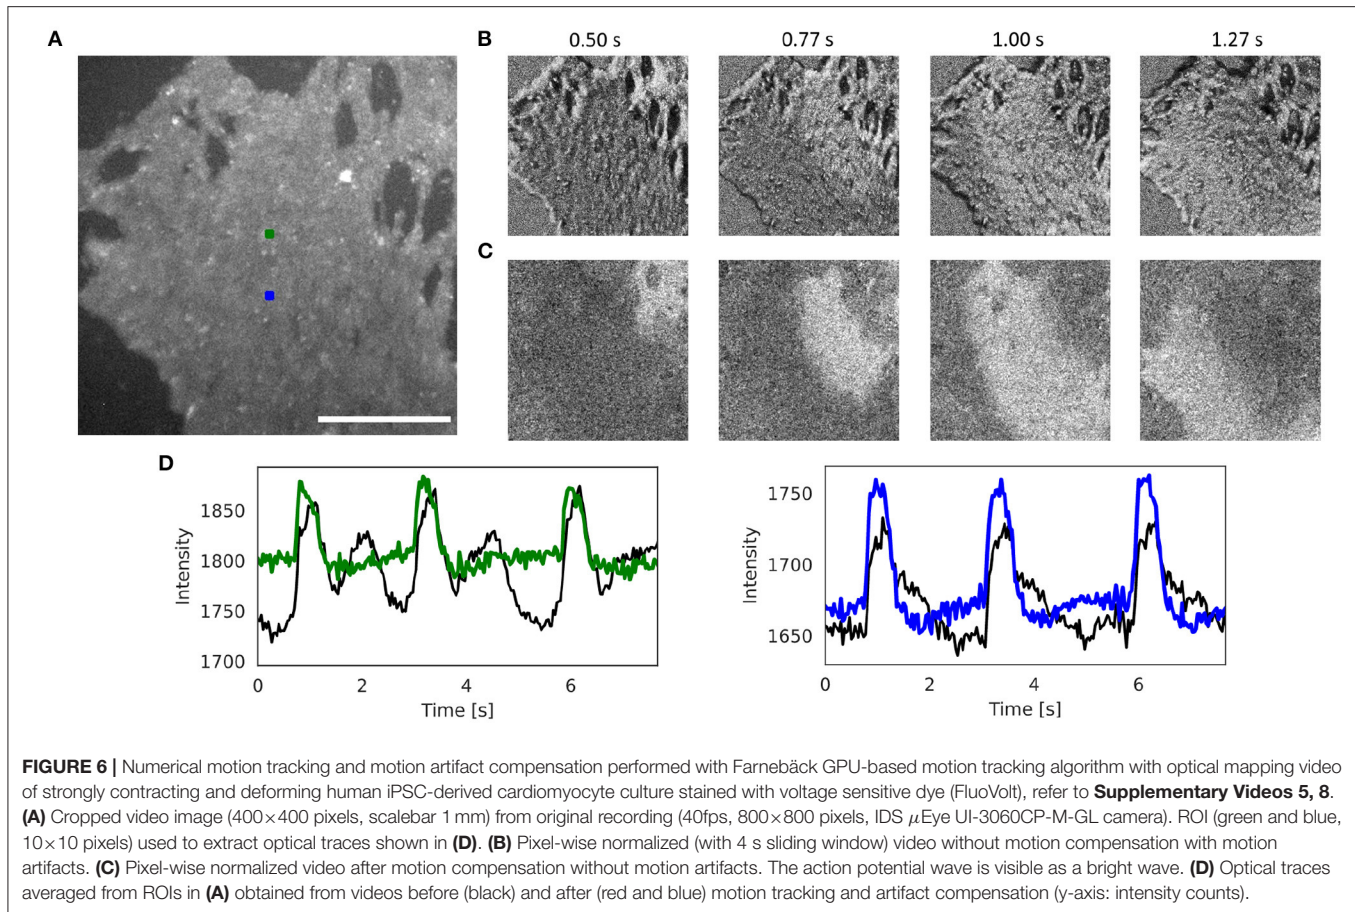 A
B
0.50 s
0.77 s
1.00 s
1.27 s
C
D
1850
1800
1750
1700
Intensity
0
2
4
6
Time [s]
1750
1700
1650
Intensity
0
2
4
6
Time [s]
FIGURE 6 | Numerical motion tracking and motion artifact compensation performed with Farnebäck GPU-based motion tracking algorithm with optical mapping video
of strongly contracting and deforming human iPSC-derived cardiomyocyte culture stained with voltage sensitive dye (FluoVolt), refer to Supplementary Videos 5, 8.
(A) Cropped video image (400×400 pixels, scalebar 1 mm) from original recording (40fps, 800×800 pixels, IDS μEye UI-3060CP-M-GL camera). ROI (green and blue,
10×10 pixels) used to extract optical traces shown in (D). (B) Pixel-wise normalized (with 4 s sliding window) video without motion compensation with motion
artifacts. (C) Pixel-wise normalized video after motion compensation without motion artifacts. The action potential wave is visible as a bright wave. (D) Optical traces
averaged from ROIs in (A) obtained from videos before (black) and after (red and blue) motion tracking and artifact compensation (y-axis: intensity counts).